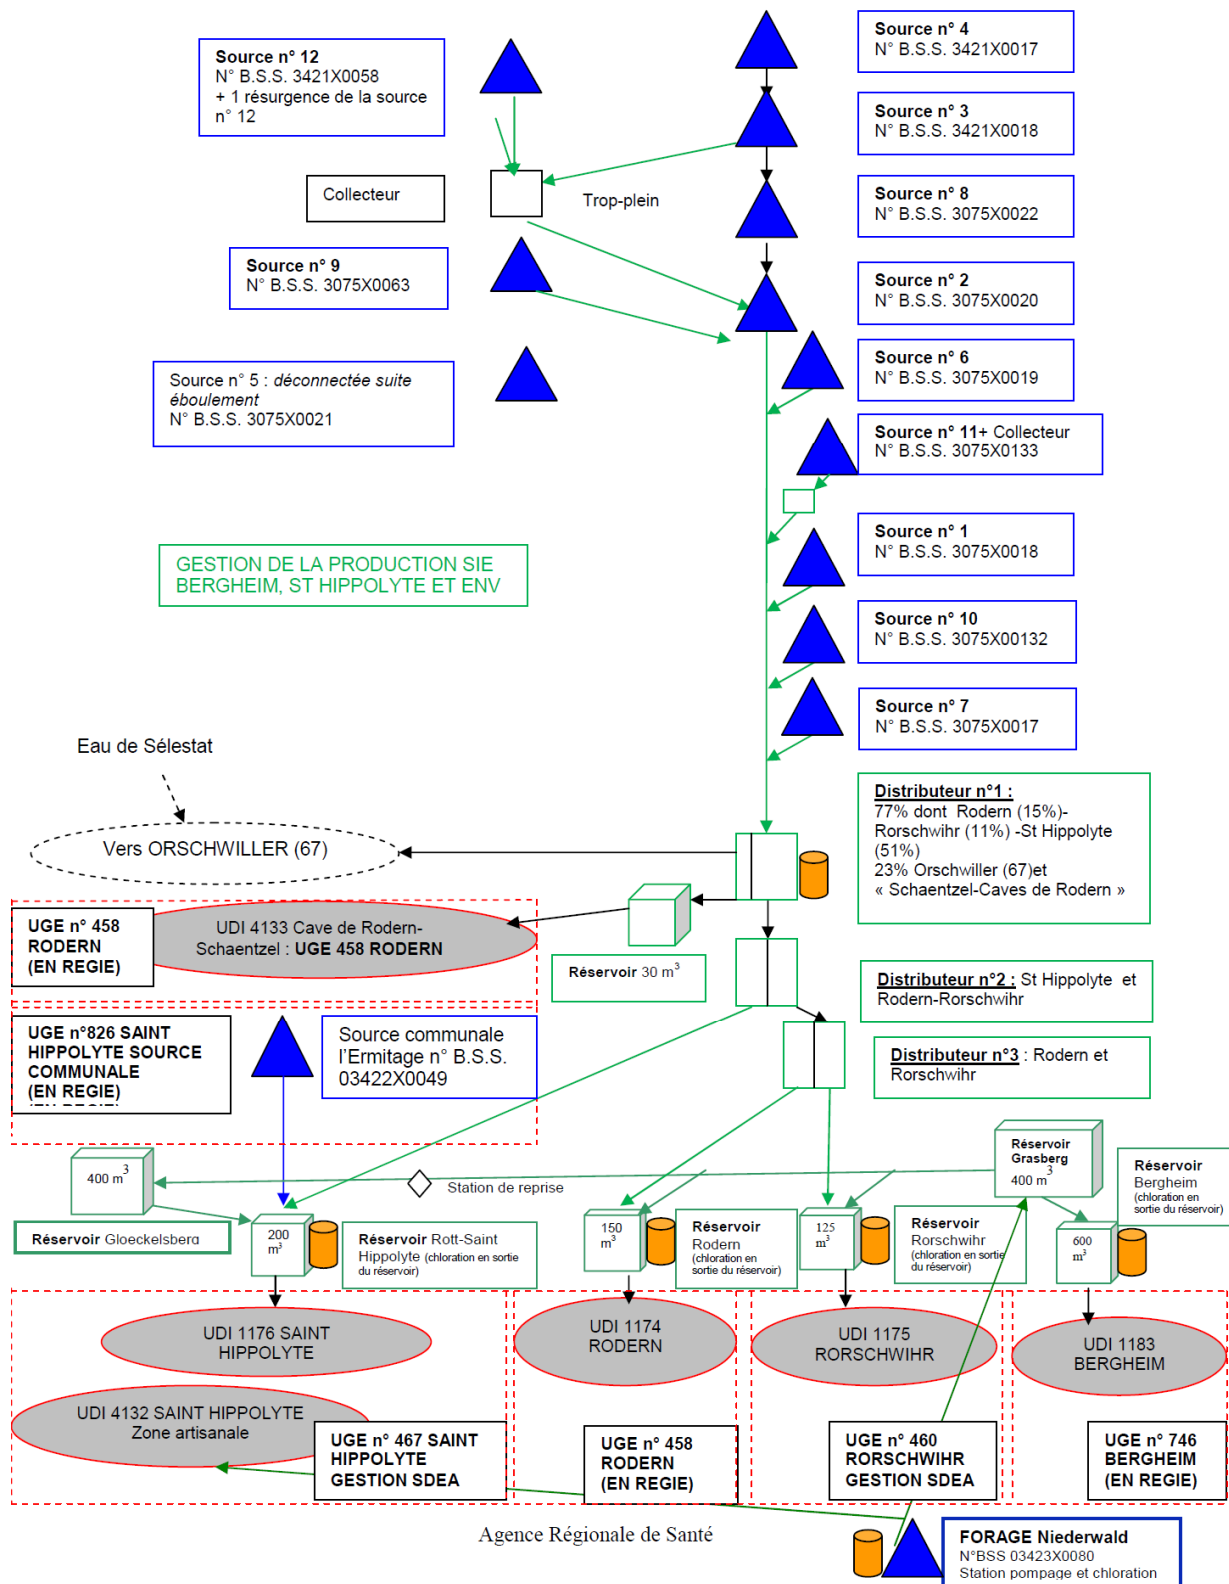 Source n° 12
N° B.S.S. 3421X0058
+ 1 résurgence de la source
n° 12
Source n° 4
N° B.S.S. 3421X0017
Source n° 3
N° B.S.S. 3421X0018
Collecteur
Trop-plein
Source n° 8
N° B.S.S. 3075X0022
Source n° 9
N° B.S.S. 3075X0063
Source n° 2
N° B.S.S. 3075X0020
Source n° 5 : déconnectée suite
éboulement
N° B.S.S. 3075X0021
Source n° 6
N° B.S.S. 3075X0019
Source n° 11+ Collecteur
N° B.S.S. 3075X0133
GESTION DE LA PRODUCTION SIE
BERGHEIM, ST HIPPOLYTE ET ENV
Source n° 1
N° B.S.S. 3075X0018
Source n° 10
N° B.S.S. 3075X00132
Source n° 7
N° B.S.S. 3075X0017
Eau de Sélestat
Vers ORSCHWILLER (67)
Distributeur n°1 :
77% dont Rodern (15%)-
Rorschwihr (11%) -St Hippolyte
(51%)
23% Orschwiller (67)et
« Schaentzel-Caves de Rodern »
UGE n° 458
RODERN
(EN REGIE)
UDI 4133 Cave de Rodern-
Schaentzel : UGE 458 RODERN
Réservoir 30 m3
Distributeur n°2 : St Hippolyte et
Rodern-Rorschwihr
UGE n°826 SAINT
HIPPOLYTE SOURCE
COMMUNALE
(EN REGIE)
(EN REGIE)
Source communale
l'Ermitage n° B.S.S.
03422X0049
Distributeur n°3 : Rodern et
Rorschwihr
400 m3
Station de reprise
Réservoir
Grasberg
400 m3
Réservoir
Bergheim
(chloration en
sortie du réservoir)
Réservoir Gloeckelsberg
200
m3
Réservoir Rott-Saint
Hippolyte (chloration en sortie
du réservoir)
150
m3
Réservoir
Rodern
(chloration en
sortie du réservoir)
125
m3
Réservoir
Rorschwihr
(chloration en sortie
du réservoir)
600
m3
UDI 1176 SAINT
HIPPOLYTE
UDI 1174
RODERN
UDI 1175
RORSCHWIHR
UDI 1183
BERGHEIM
UDI 4132 SAINT HIPPOLYTE
Zone artisanale
UGE n° 467 SAINT
HIPPOLYTE
GESTION SDEA
UGE n° 458
RODERN
(EN REGIE)
UGE n° 460
RORSCHWIHR
GESTION SDEA
UGE n° 746
BERGHEIM
(EN REGIE)
Agence Régionale de Santé
FORAGE Niederwald
N°BSS 03423X0080
Station pompage et chloration